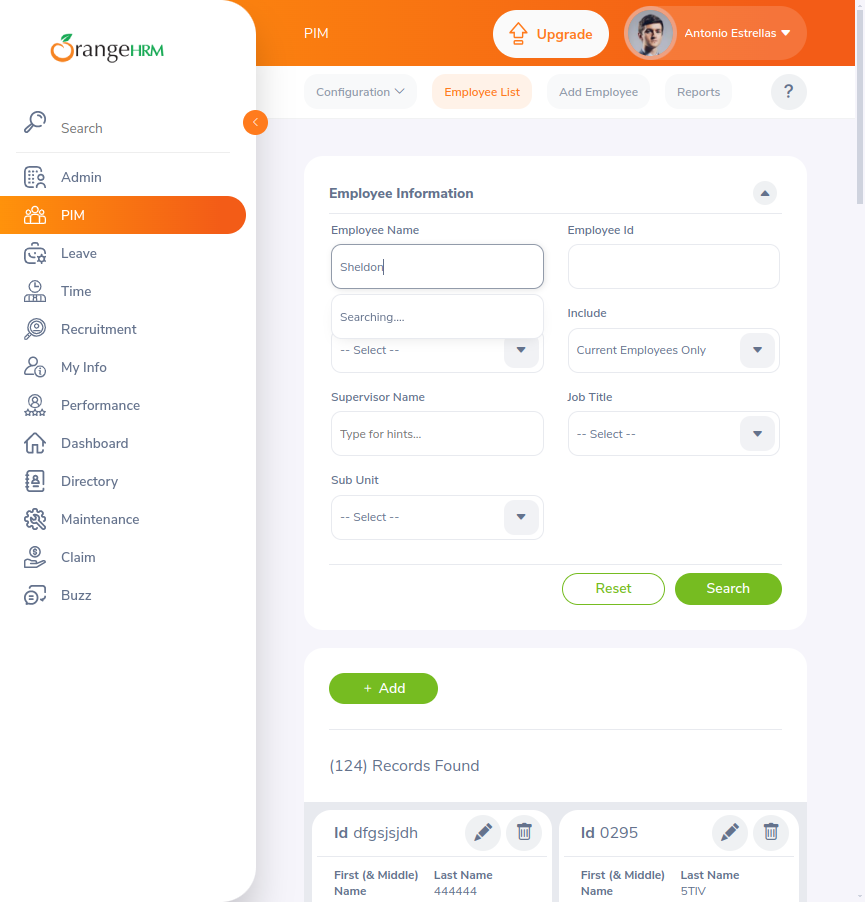 OrangeHRM
Search
Admin
PIM
Leave
Time
Recruitment
My Info
Performance
Dashboard
Directory
Maintenance
Claim
Buzz
PIM
Upgrade
Antonio Estrellas
Configuration
Employee List
Add Employee
Reports
?
Employee Information
Employee Name
Employee Id
Sheldon
Searching....
Include
-- Select --
Current Employees Only
Supervisor Name
Job Title
Type for hints...
-- Select --
Sub Unit
-- Select --
Reset
Search
+ Add
(124) Records Found
Id dfgsjsjdh
First (& Middle) Name
Last Name
444444
Id 0295
First (& Middle) Name
Last Name
5TIV